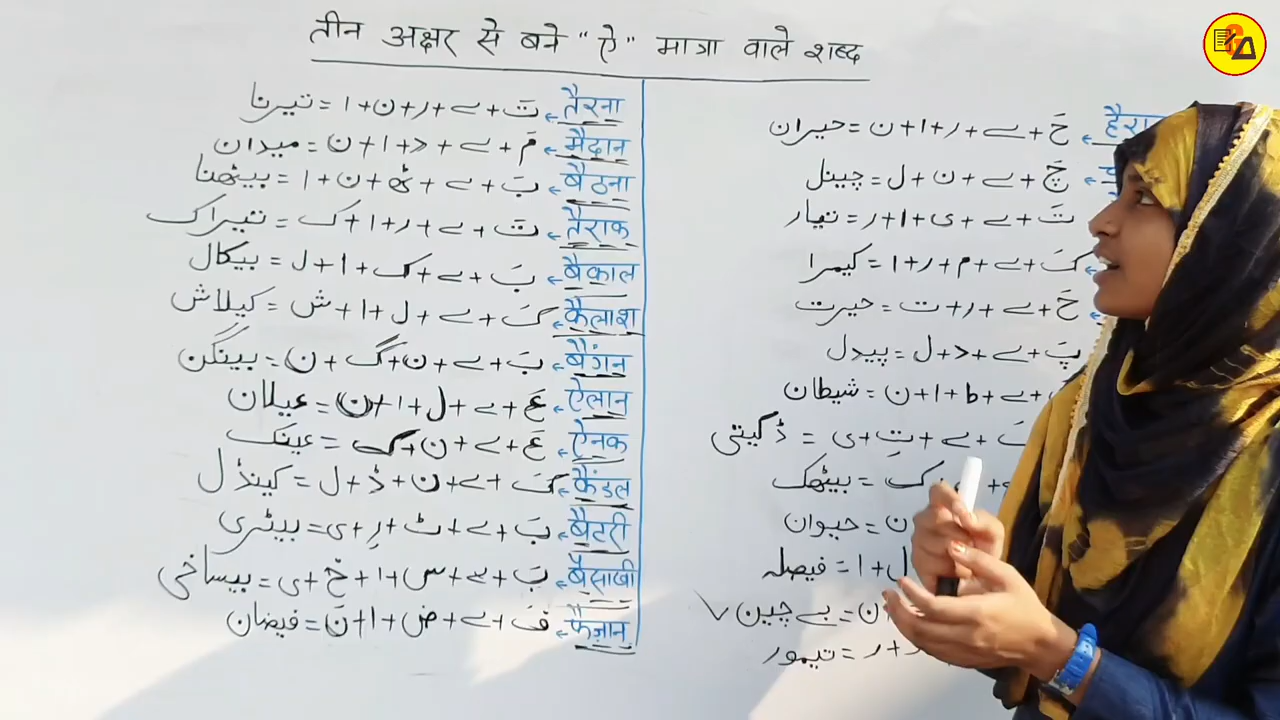 तीन अक्षर से बने "ऐ" मात्रा वाले शब्द
तैरना ← تَ + ے + ر + ن + ا = تیرنا
मैदान ← مَ + ے + د + ا + ن = میدان
बैठना ← بَ + ے + ٹھ + ن + ا = بیٹھنا
तैराक ← تَ + ے + ر + ا + ک = تیراک
बैकाल ← بَ + ے + ک + ا + ل = بیکال
कैलाश ← کَ + ے + ل + ا + ش = کیلاش
बैंगन ← بَ + ے + ن + گ + ن = بینگن
ऐलान ← عَ + ے + ل + ا + ن = عیلان
ऐनक ← عَ + ے + ن + ک = عینک
कैंडल ← کَ + ے + ن + ڈ + ل = کینڈل
बैटरी ← بَ + ے + ٹ + رِ + ی = بیٹری
बैसाखी ← بَ + ے + س + ا + خ + ی = بیساخی
फैज़ान ← فَ + ے + ض + ا + ن = فیضان
हैरा ← حَ + ے + ر + ا + ن = حیران
چَ + ے + ن + ل = چینل
تَ + ے + ی + ا + ر = تیار
کَ + ے + م + ر + ا = کیمرا
حَ + ے + ر + ت = حیرت
پَ + ے + د + ل = پیدل
ے + ط + ا + ن = شیطان
ے + تِ + ی = ڈکیتی
ک = بیٹھک
ن = حیوان
ل + ا = فیصلہ
ن = بے چین
ر = تیمور